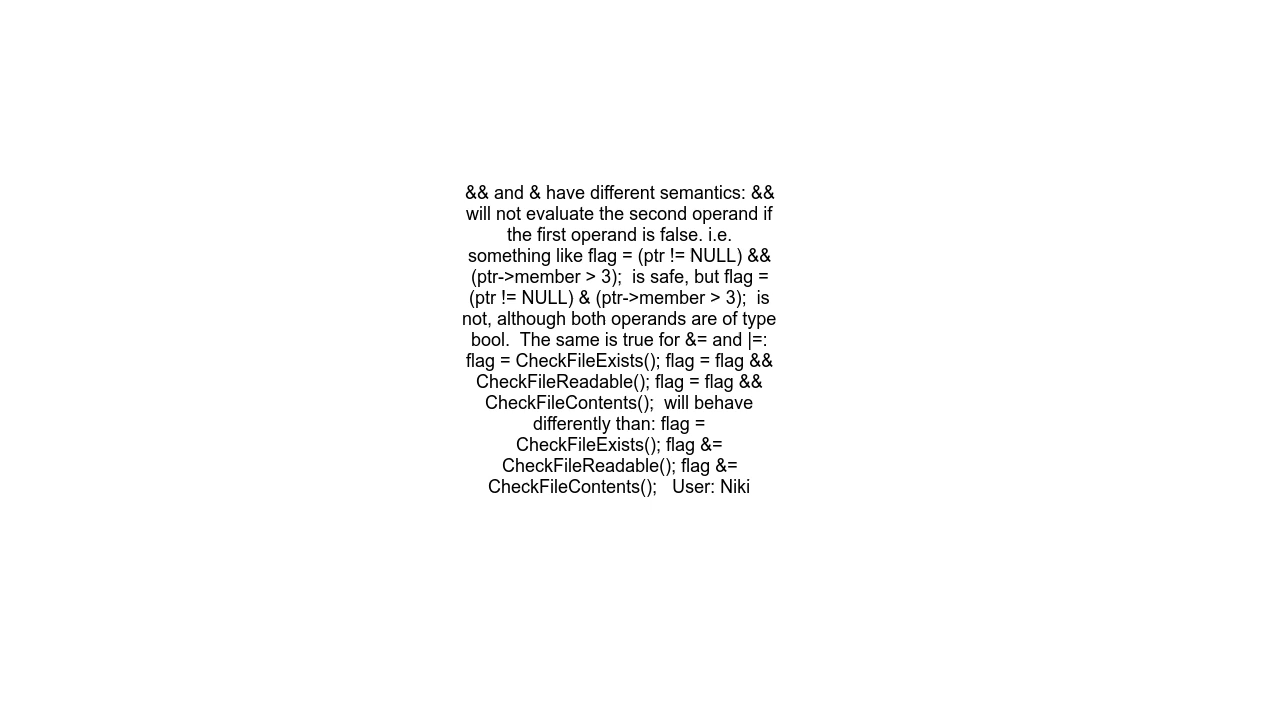 && and & have different semantics: &&
will not evaluate the second operand if
the first operand is false. i.e.
something like flag = (ptr != NULL) &&
(ptr->member > 3);  is safe, but flag =
(ptr != NULL) & (ptr->member > 3);  is
not, although both operands are of type
bool.  The same is true for &= and |=:
flag = CheckFileExists(); flag = flag &&
CheckFileReadable(); flag = flag &&
CheckFileContents();  will behave
differently than: flag =
CheckFileExists(); flag &=
CheckFileReadable(); flag &=
CheckFileContents();   User: Niki